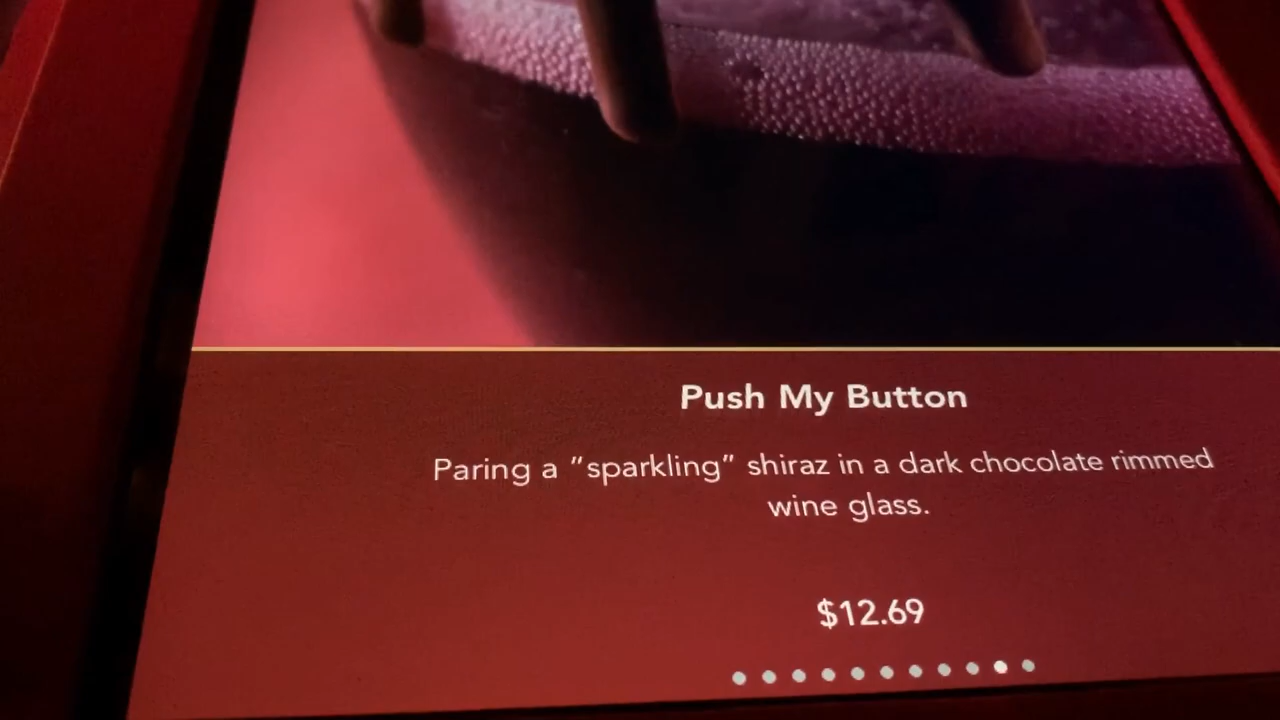 Push My Button
Paring a "sparkling" shiraz in a dark chocolate rimmed
wine glass.
$12.69